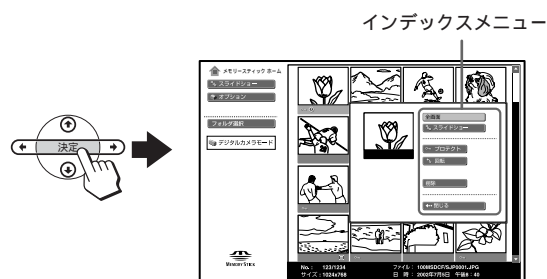 インデックスメニュー
メモリースティック ホーム
スライドショー
オプション
フォルダ選択
デジタルカメラモード
決定
全画面
スライドショー
プロテクト
回転
削除
閉じる
MEMORY STICK
No.: 123/1234 ファイル: 100MSDCF/SJP0001.JPG
サイズ: 1024x768 日 時: 2002年7月5日 午前8:40